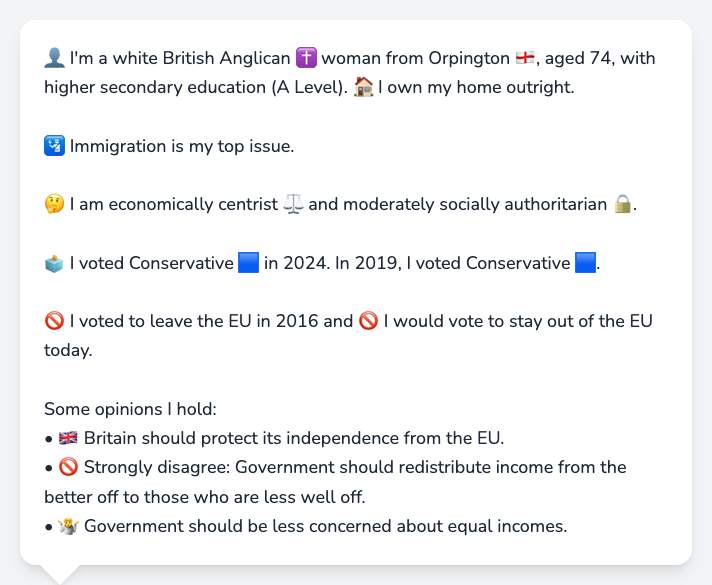 👤 I'm a white British Anglican ✝️ woman from Orpington 🏴󠁧󠁢󠁥󠁮󠁧󠁿, aged 74, with
higher secondary education (A Level). 🏠 I own my home outright.
🛂 Immigration is my top issue.
🤔 I am economically centrist ⚖️ and moderately socially authoritarian 🔒.
🗳️ I voted Conservative 🟦 in 2024. In 2019, I voted Conservative 🟦.
🚫 I voted to leave the EU in 2016 and 🚫 I would vote to stay out of the EU
today.
Some opinions I hold:
• 🇬🇧 Britain should protect its independence from the EU.
• 🚫 Strongly disagree: Government should redistribute income from the
better off to those who are less well off.
• 🤷 Government should be less concerned about equal incomes.